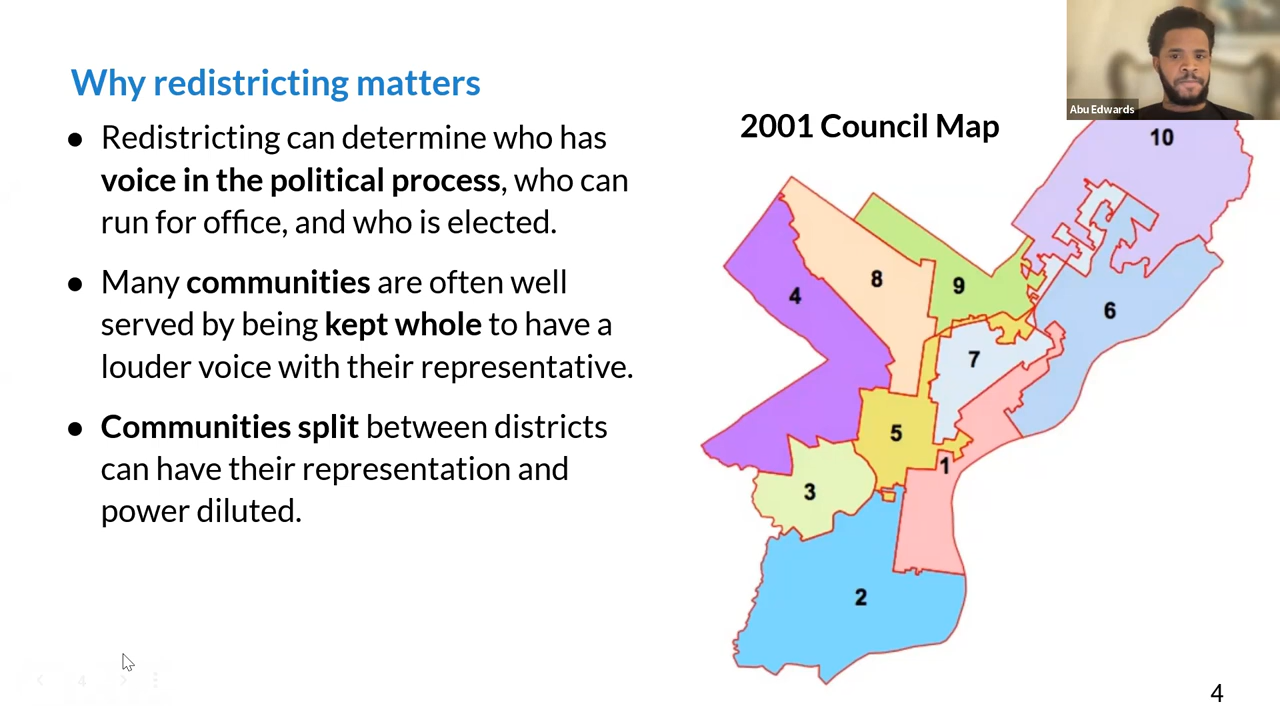 Why redistricting matters
● Redistricting can determine who has
voice in the political process, who can
run for office, and who is elected.
● Many communities are often well
served by being kept whole to have a
louder voice with their representative.
● Communities split between districts
can have their representation and
power diluted.
2001 Council Map
Abu Edwards
10
8
9
4
6
7
5
1
3
2
4
4